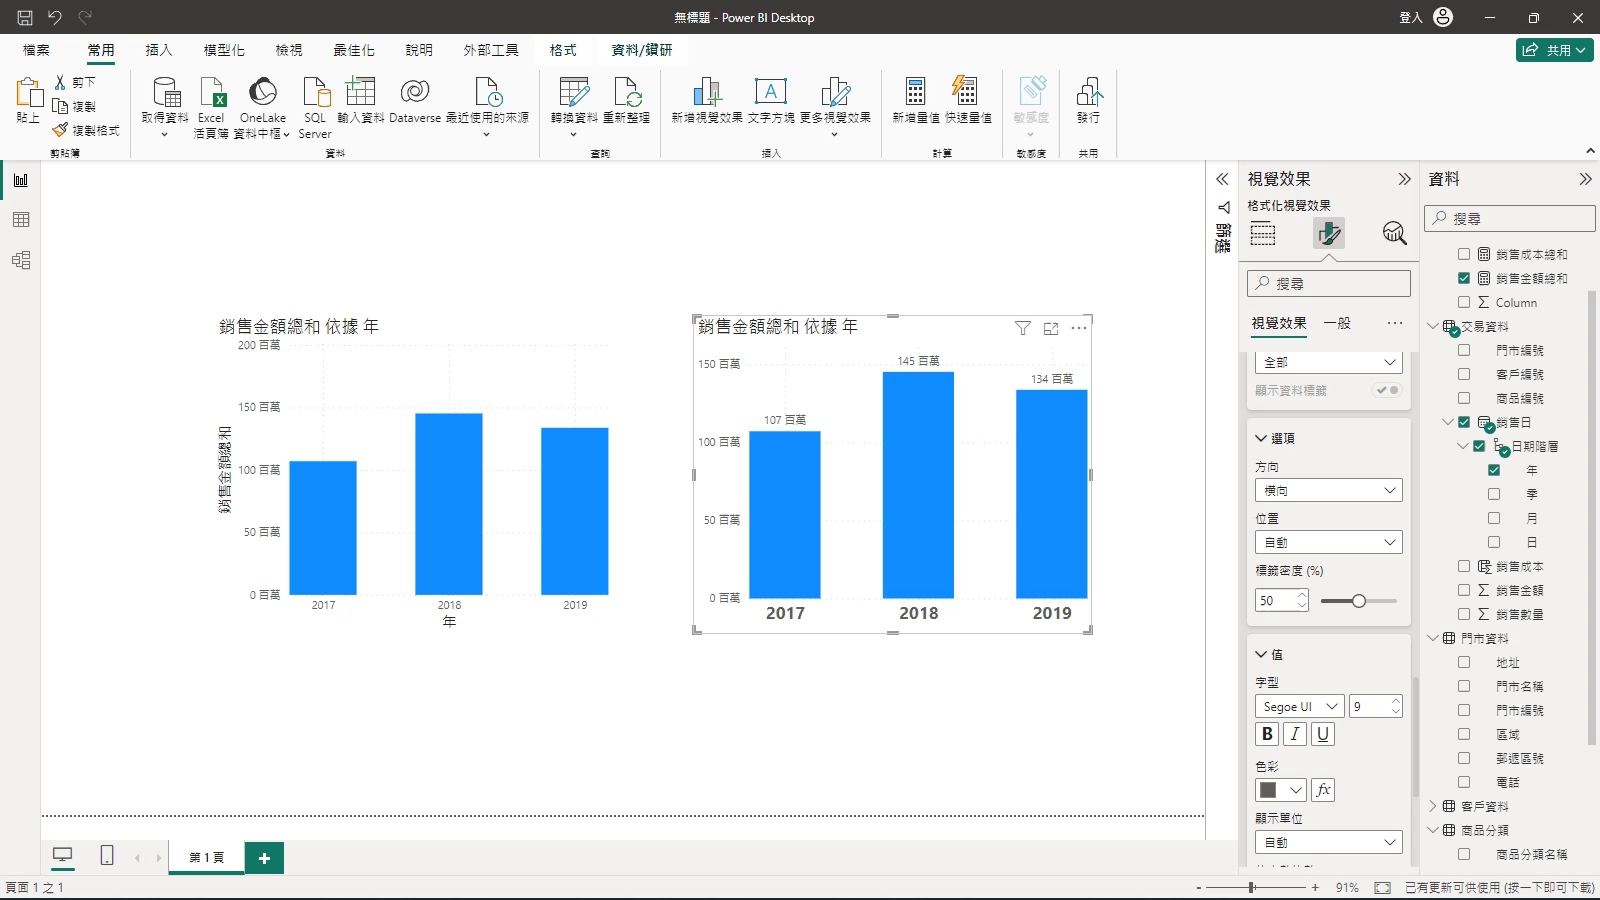 無標題 - Power BI Desktop
登入
檔案 常用 插入 模型化 檢視 最佳化 說明 外部工具 格式 資料/鑽研
共用
貼上
剪下
複製
複製格式
剪貼簿
取得資料
Excel 活頁簿
OneLake 資料中樞
SQL Server
輸入資料
Dataverse
最近使用的來源
資料
轉換資料
重新整理
查詢
新增視覺效果
文字方塊
更多視覺效果
插入
新增量值
快速量值
計算
敏感度
敏感度
發行
共用
銷售金額總和 依據 年
200 百萬
150 百萬
100 百萬
50 百萬
0 百萬
銷售金額總和
2017
2018
2019
年
銷售金額總和 依據 年
150 百萬
100 百萬
50 百萬
0 百萬
107 百萬
145 百萬
134 百萬
2017
2018
2019
篩選
視覺效果
格式化視覺效果
搜尋
視覺效果 一般
全部
顯示資料標籤
選項
方向
橫向
位置
自動
標籤密度 (%)
50
值
字型
Segoe UI 9
B I U
色彩
fx
顯示單位
自動
資料
搜尋
銷售成本總和
銷售金額總和
Column
交易資料
門市編號
客戶編號
商品編號
銷售日
日期階層
年
季
月
日
銷售成本
銷售金額
銷售數量
門市資料
地址
門市名稱
門市編號
區域
郵遞區號
電話
客戶資料
商品分類
商品分類名稱
第 1 頁
頁面 1 之 1
- + 91%
已有更新可供使用 (按一下即可下載)